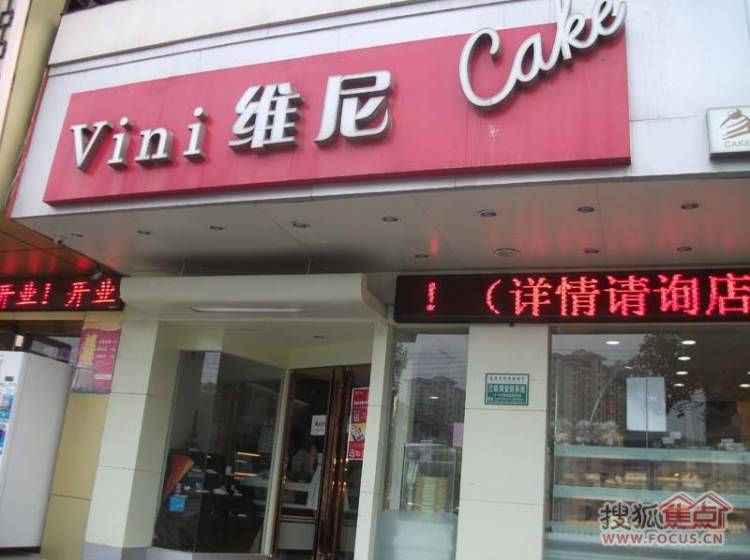 Vini 维尼 Cake
CAKE
开业！开业
！（详情请询店
搜狐焦点
WWW.FOCUS.CN